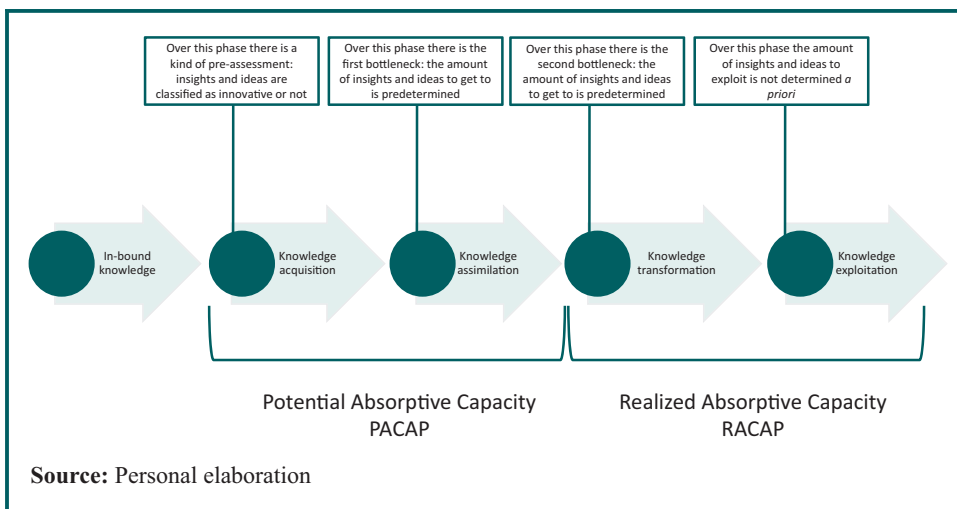 Over this phase there is a
kind of pre-assessment:
insights and ideas are
classified as innovative or not
Over this phase there is the
first bottleneck: the amount
of insights and ideas to get to
is predetermined
Over this phase there is the
second bottleneck: the
amount of insights and ideas
to get to is predetermined
Over this phase the amount
of insights and ideas to
exploit is not determined a
priori
In-bound
knowledge
Knowledge
acquisition
Knowledge
assimilation
Knowledge
transformation
Knowledge
exploitation
Potential Absorptive Capacity
PACAP
Realized Absorptive Capacity
RACAP
Source: Personal elaboration